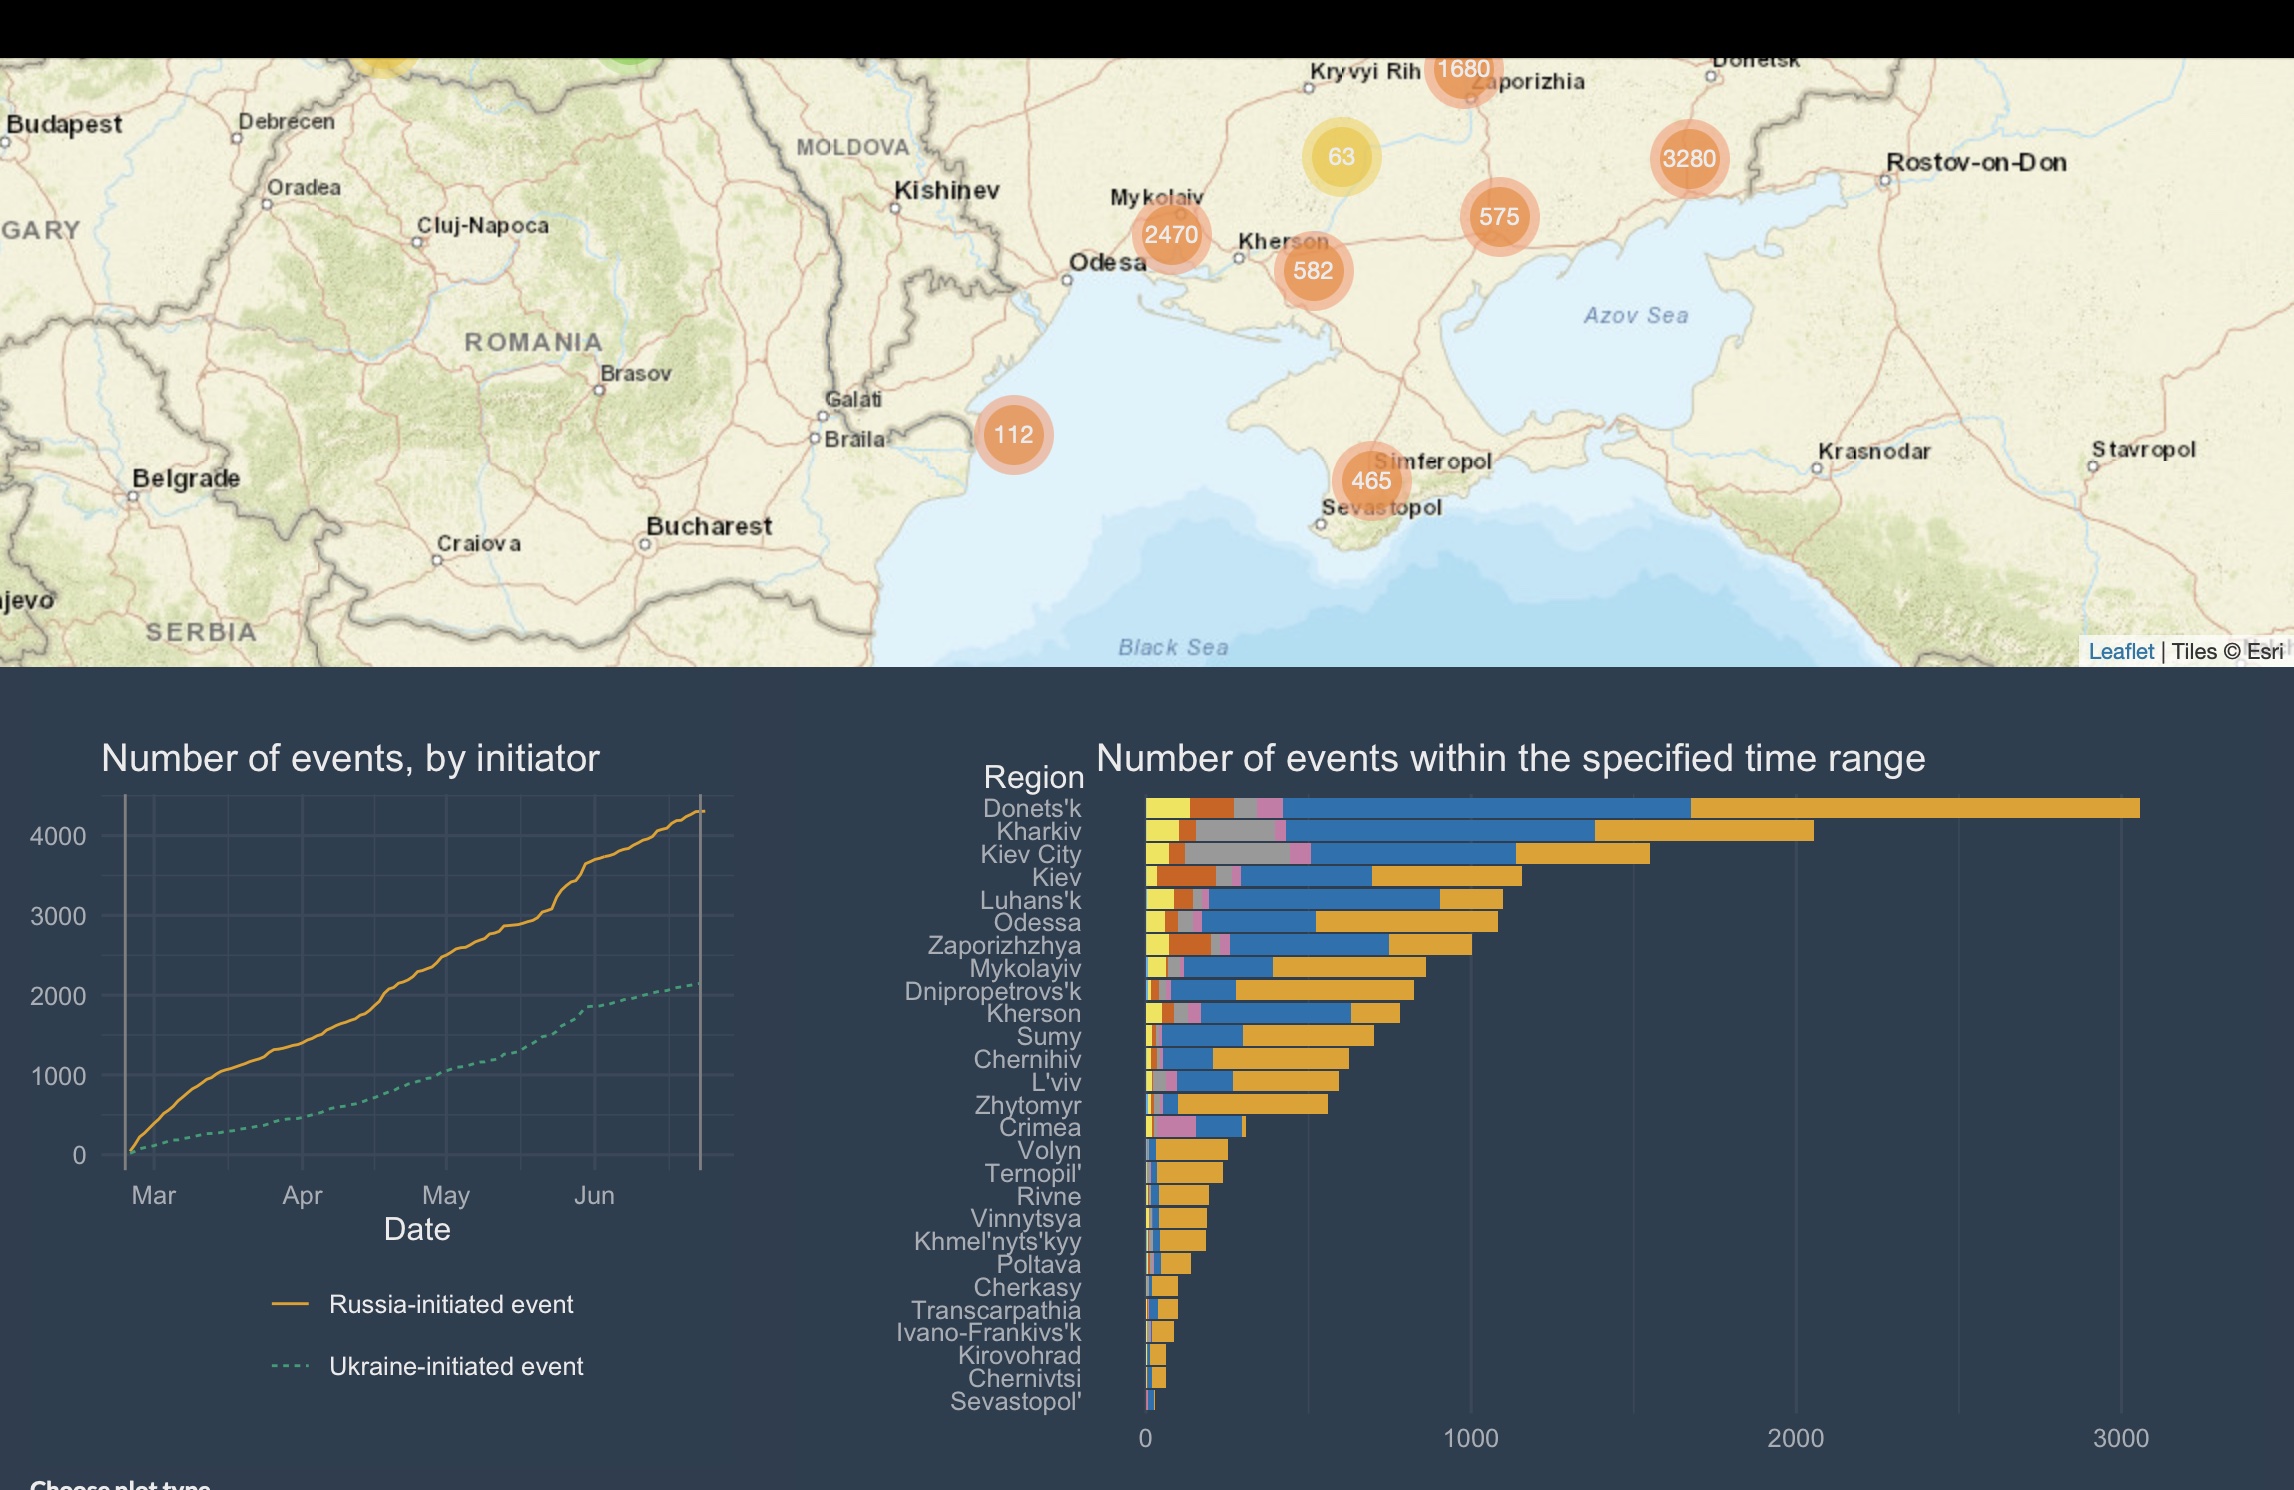 Kryvyi Rih
1680
Zaporizhia
Donetsk
Budapest
Debrecen
MOLDOVA
63
3280
Rostov-on-Don
Oradea
Kishinev
Mykolaiv
GARY
Cluj-Napoca
2470
Kherson
575
Odesa
582
Azov Sea
ROMANIA
Brasov
Galati
112
Braila
Krasnodar
Stavropol
Simferopol
465
Belgrade
Sevastopol
Bucharest
Craiova
jevo
SERBIA
Black Sea
Leaflet | Tiles © Esri
Number of events, by initiator
4000
3000
2000
1000
0
Mar Apr May Jun
Date
Russia-initiated event
Ukraine-initiated event
Number of events within the specified time range
Region
Donets'k
Kharkiv
Kiev City
Kiev
Luhans'k
Odessa
Zaporizhzhya
Mykolayiv
Dnipropetrovs'k
Kherson
Sumy
Chernihiv
L'viv
Zhytomyr
Crimea
Volyn
Ternopil'
Rivne
Vinnytsya
Khmel'nyts'kyy
Poltava
Cherkasy
Transcarpathia
Ivano-Frankivs'k
Kirovohrad
Chernivtsi
Sevastopol'
0 1000 2000 3000
Choose plot type